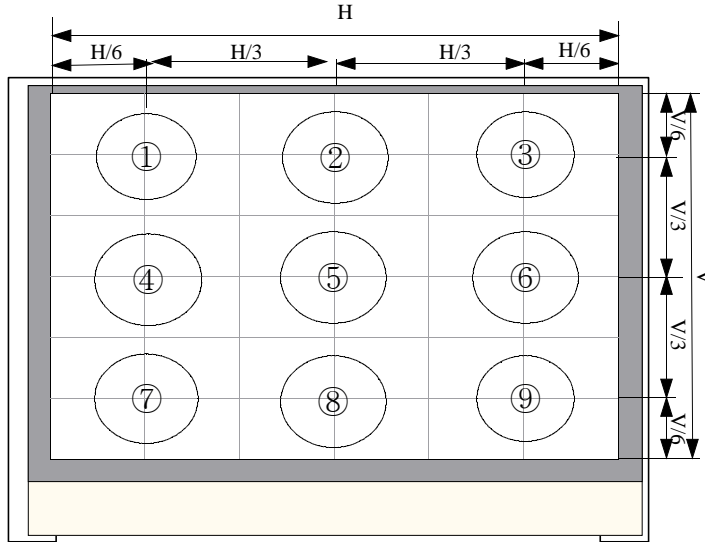 H
H/6 H/3 H/3 H/6
① ② ③
V/6
V/3
④ ⑤ ⑥
V/3
⑦ ⑧ ⑨
V/6